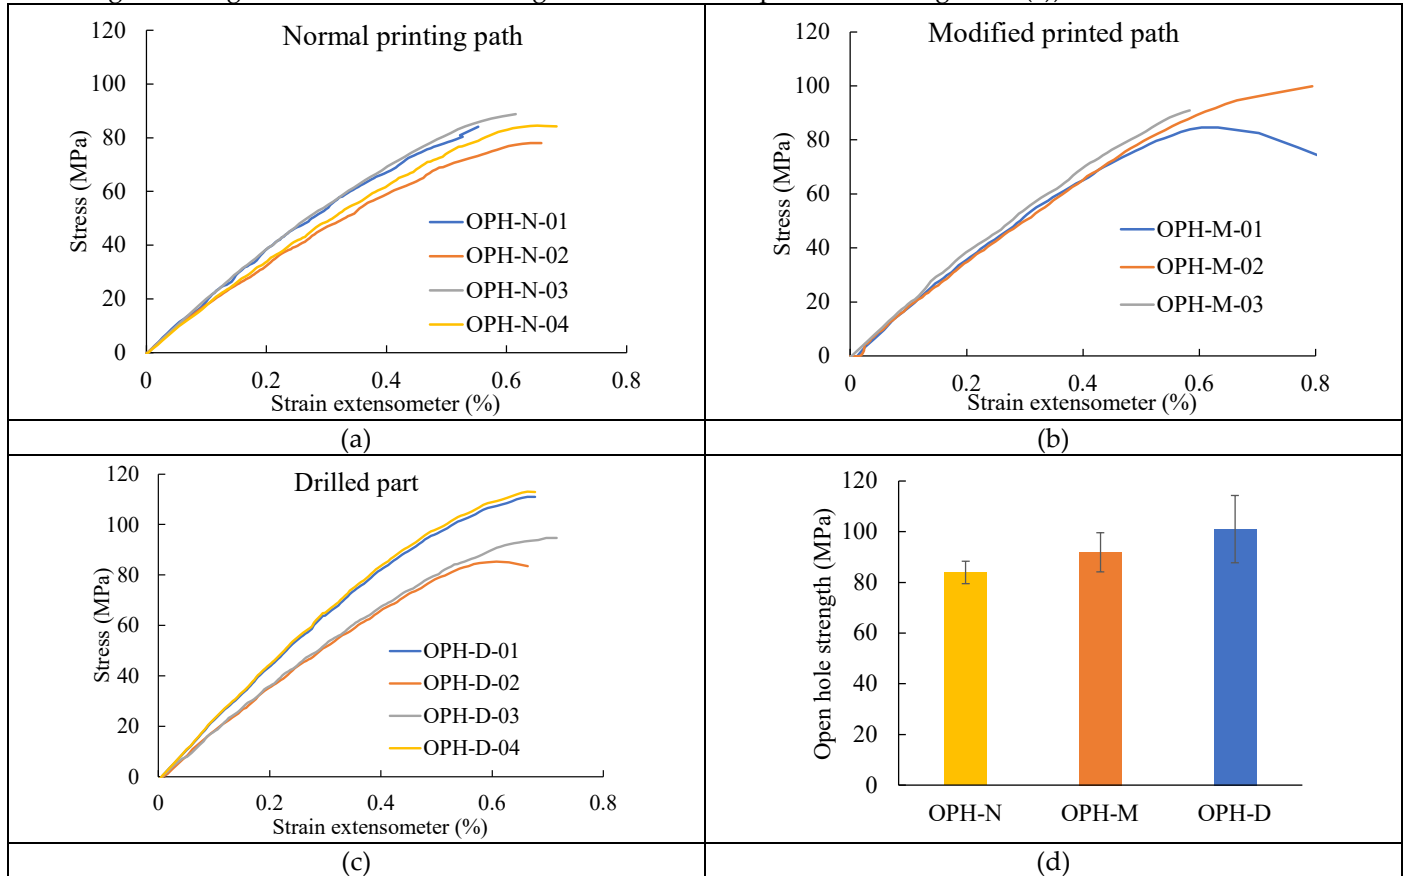 Normal printing path
Stress (MPa)
120
100
80
60
40
20
0
OPH-N-01
OPH-N-02
OPH-N-03
OPH-N-04
0 0.2 0.4 0.6 0.8
Strain extensometer (%)
(a)
Modified printed path
Stress (MPa)
120
100
80
60
40
20
0
OPH-M-01
OPH-M-02
OPH-M-03
0 0.2 0.4 0.6 0.8
Strain extensometer (%)
(b)
Drilled part
Stress (MPa)
120
100
80
60
40
20
0
OPH-D-01
OPH-D-02
OPH-D-03
OPH-D-04
0 0.2 0.4 0.6 0.8
Strain extensometer (%)
(c)
Open hole strength (MPa)
120
100
80
60
40
20
0
OPH-N OPH-M OPH-D
(d)